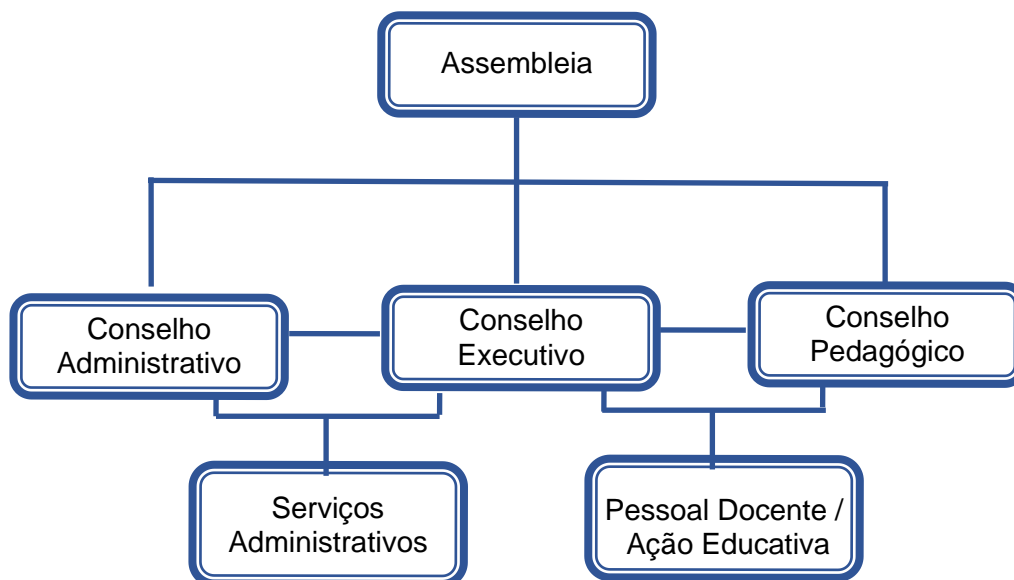 Assembleia
Conselho
Administrativo
Conselho
Executivo
Conselho
Pedagógico
Serviços
Administrativos
Pessoal Docente /
Ação Educativa